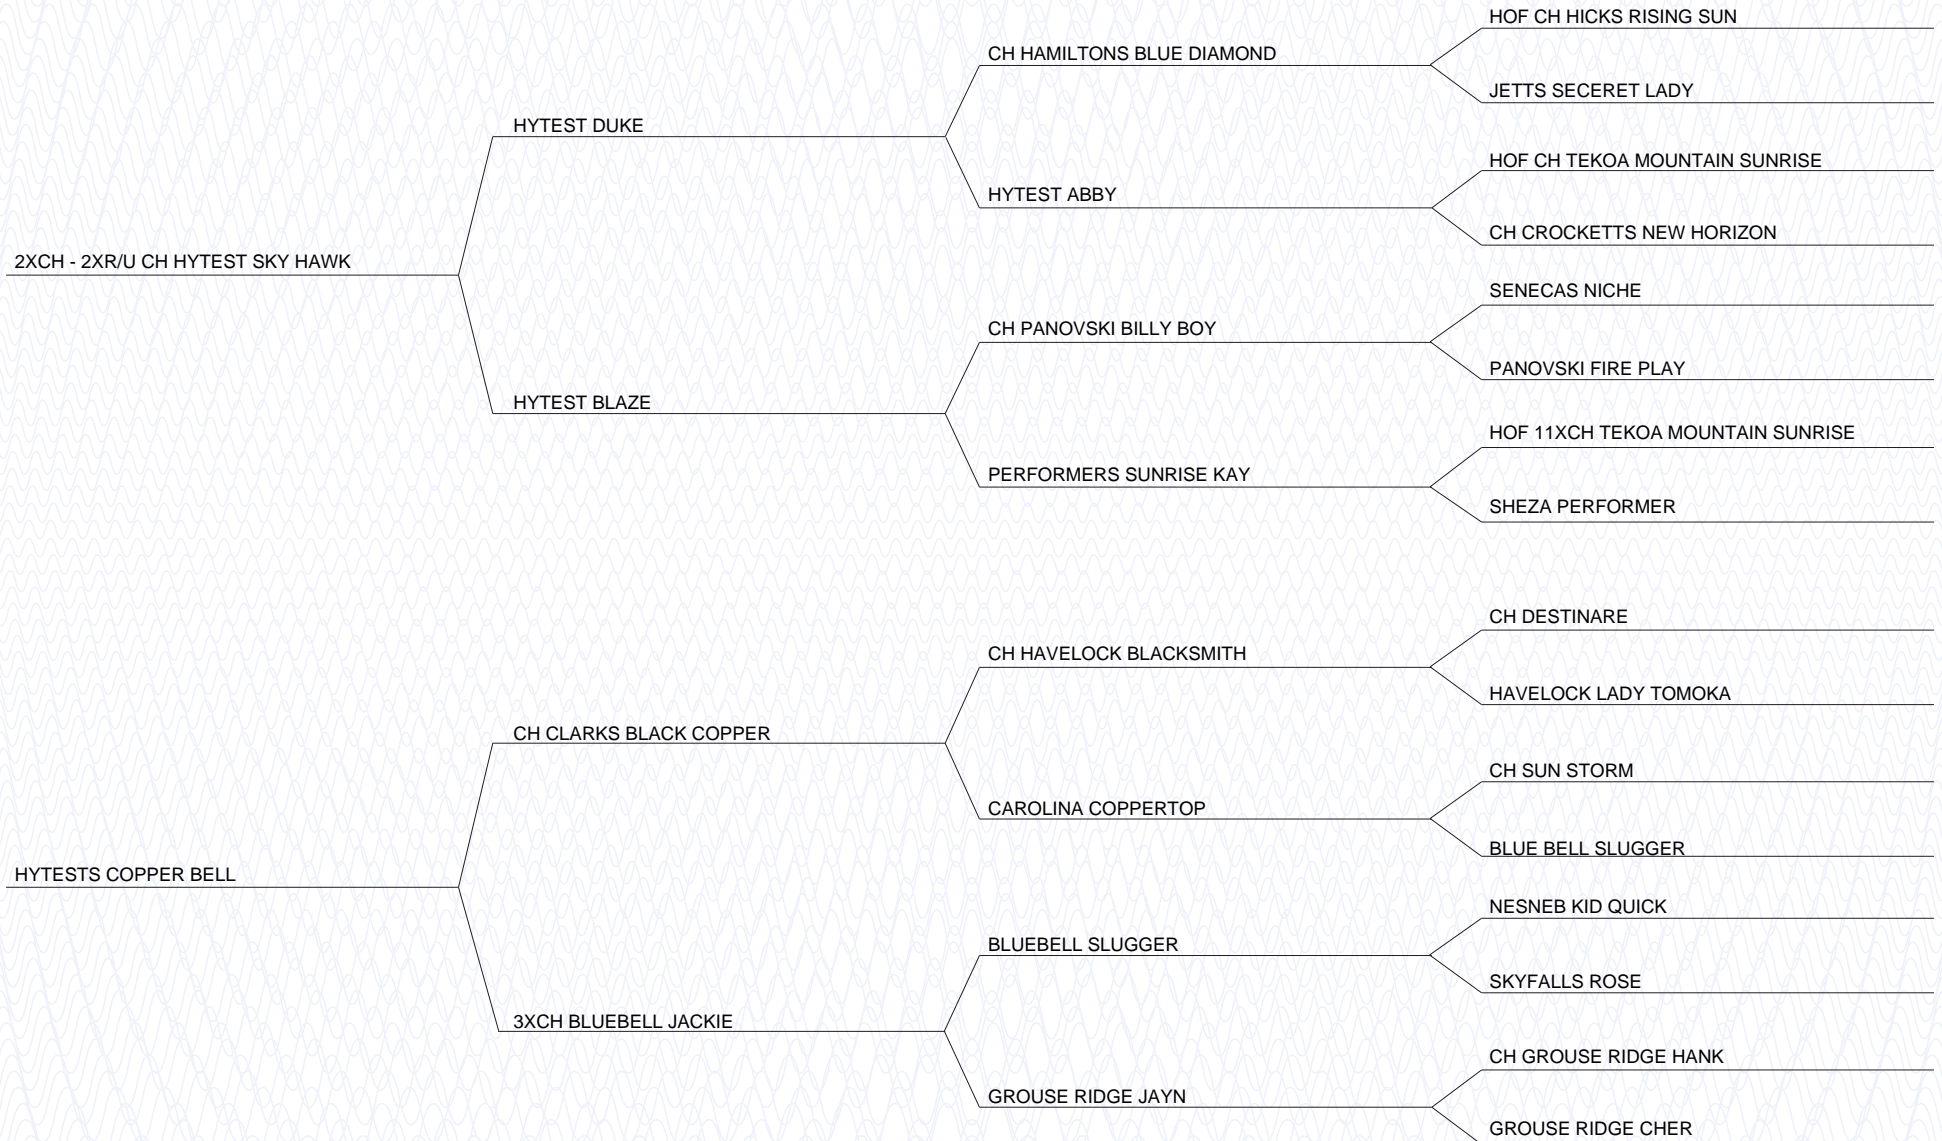 HOF CH HICKS RISING SUN
CH HAMILTONS BLUE DIAMOND
JETTS SECERET LADY
HYTEST DUKE
HOF CH TEKOA MOUNTAIN SUNRISE
HYTEST ABBY
CH CROCKETTS NEW HORIZON
2XCH - 2XR/U CH HYTEST SKY HAWK
SENECAS NICHE
CH PANOVSKI BILLY BOY
PANOVSKI FIRE PLAY
HYTEST BLAZE
HOF 11XCH TEKOA MOUNTAIN SUNRISE
PERFORMERS SUNRISE KAY
SHEZA PERFORMER
CH DESTINARE
CH HAVELOCK BLACKSMITH
HAVELOCK LADY TOMOKA
CH CLARKS BLACK COPPER
CH SUN STORM
CAROLINA COPPERTOP
BLUE BELL SLUGGER
HYTESTS COPPER BELL
NESNEB KID QUICK
BLUEBELL SLUGGER
SKYFALLS ROSE
3XCH BLUEBELL JACKIE
CH GROUSE RIDGE HANK
GROUSE RIDGE JAYN
GROUSE RIDGE CHER